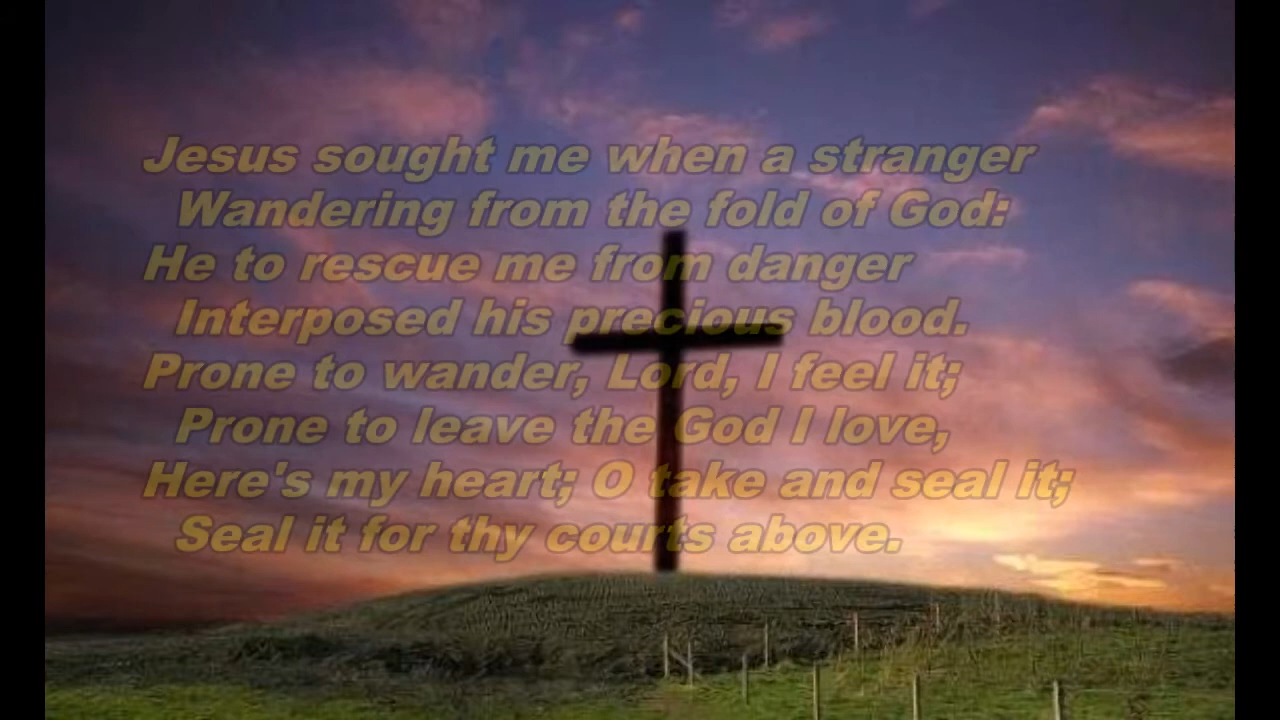 Jesus sought me when a stranger
Wandering from the fold of God:
He to rescue me from danger
Interposed his precious blood.
Prone to wander, Lord, I feel it;
Prone to leave the God I love,
Here's my heart; O take and seal it;
Seal it for thy courts above.